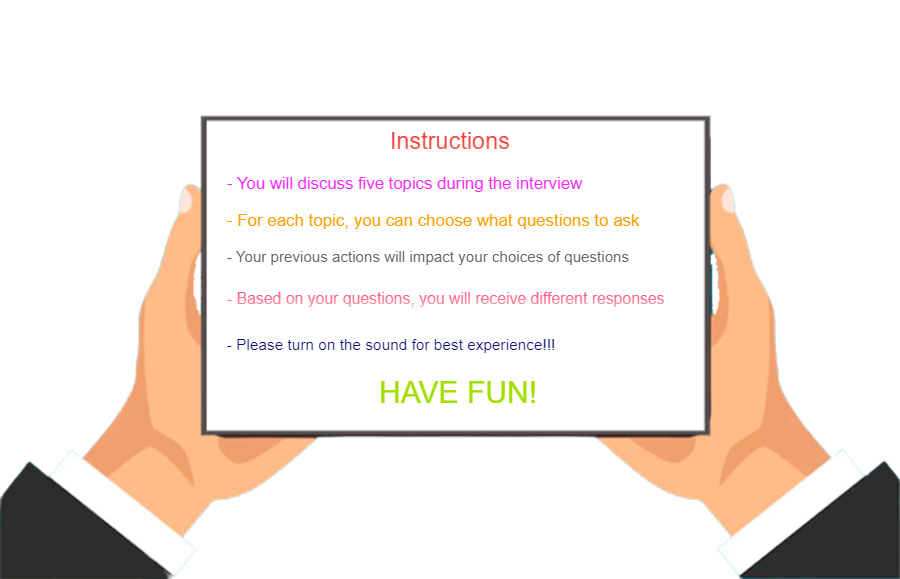 Instructions
- You will discuss five topics during the interview
- For each topic, you can choose what questions to ask
- Your previous actions will impact your choices of questions
- Based on your questions, you will receive different responses
- Please turn on the sound for best experience!!!
HAVE FUN!